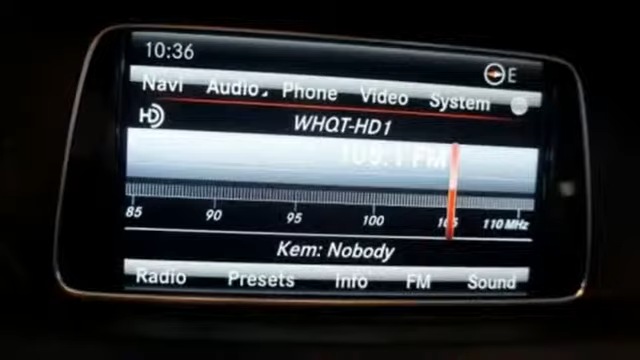 10:36
E
Navi Audio Phone Video System
HD
WHQT-HD1
105.1 FM
85 90 95 100 105 110 MHz
Kem: Nobody
Radio Presets Info FM Sound